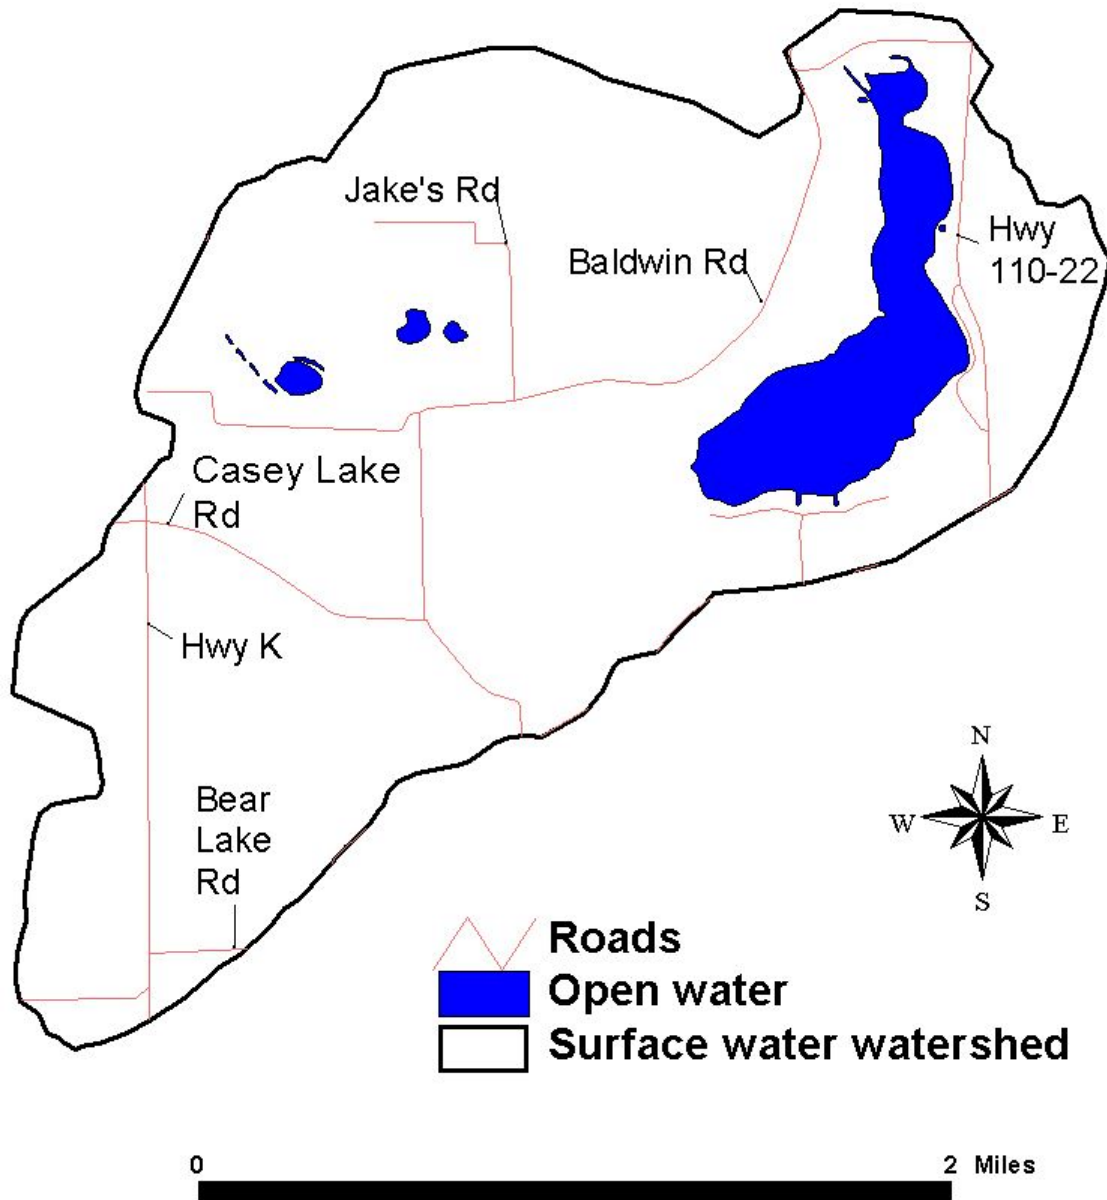 Jake's Rd
Baldwin Rd
Hwy
110-22
Casey Lake
Rd
Hwy K
Bear
Lake
Rd
N
W
E
S
Roads
Open water
Surface water watershed
0
2 Miles